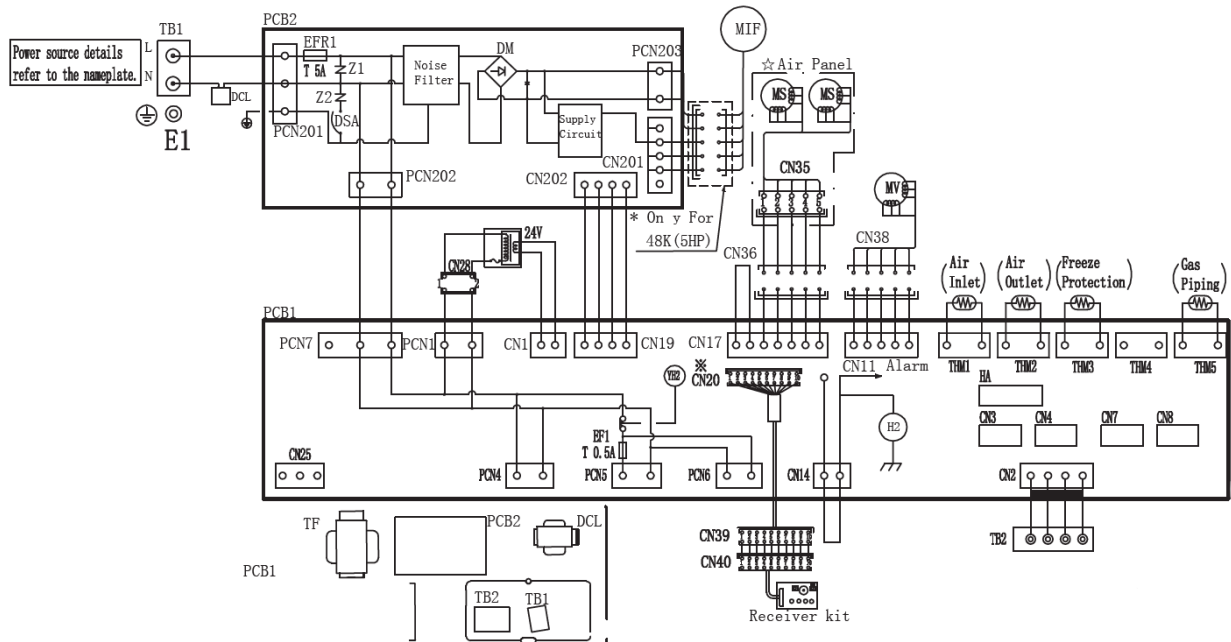 PCB2
TB1
MIF
Power source details
refer to the nameplate.
L
N
EFR1
T 5A
Z1
Noise
Filter
DM
PCN203
☆Air Panel
MS
MS
DCL
Z2
(DSA
Supply
Circuit
E1
PCN201
PCN202
CN202
CN201
CN35
1 2 3 4 5
MV
* On y For
48K(5HP)
24V
CN28
1 2
CN36
CN38
(Air
Inlet)
(Air
Outlet)
(Freeze
Protection)
(Gas
Piping)
PCB1
PCN7
PCN1
CN1
CN19
CN17
CN11
Alarm
THM1
THM2
THM3
THM4
THM5
※
CN20
YH2
HA
H2
CN3
CN4
CN7
CN8
EF1
T 0.5A
CN25
PCN4
PCN5
PCN6
CN14
CN2
TF
PCB2
DCL
CN39
TB2
CN40
PCB1
TB2
TB1
Receiver kit